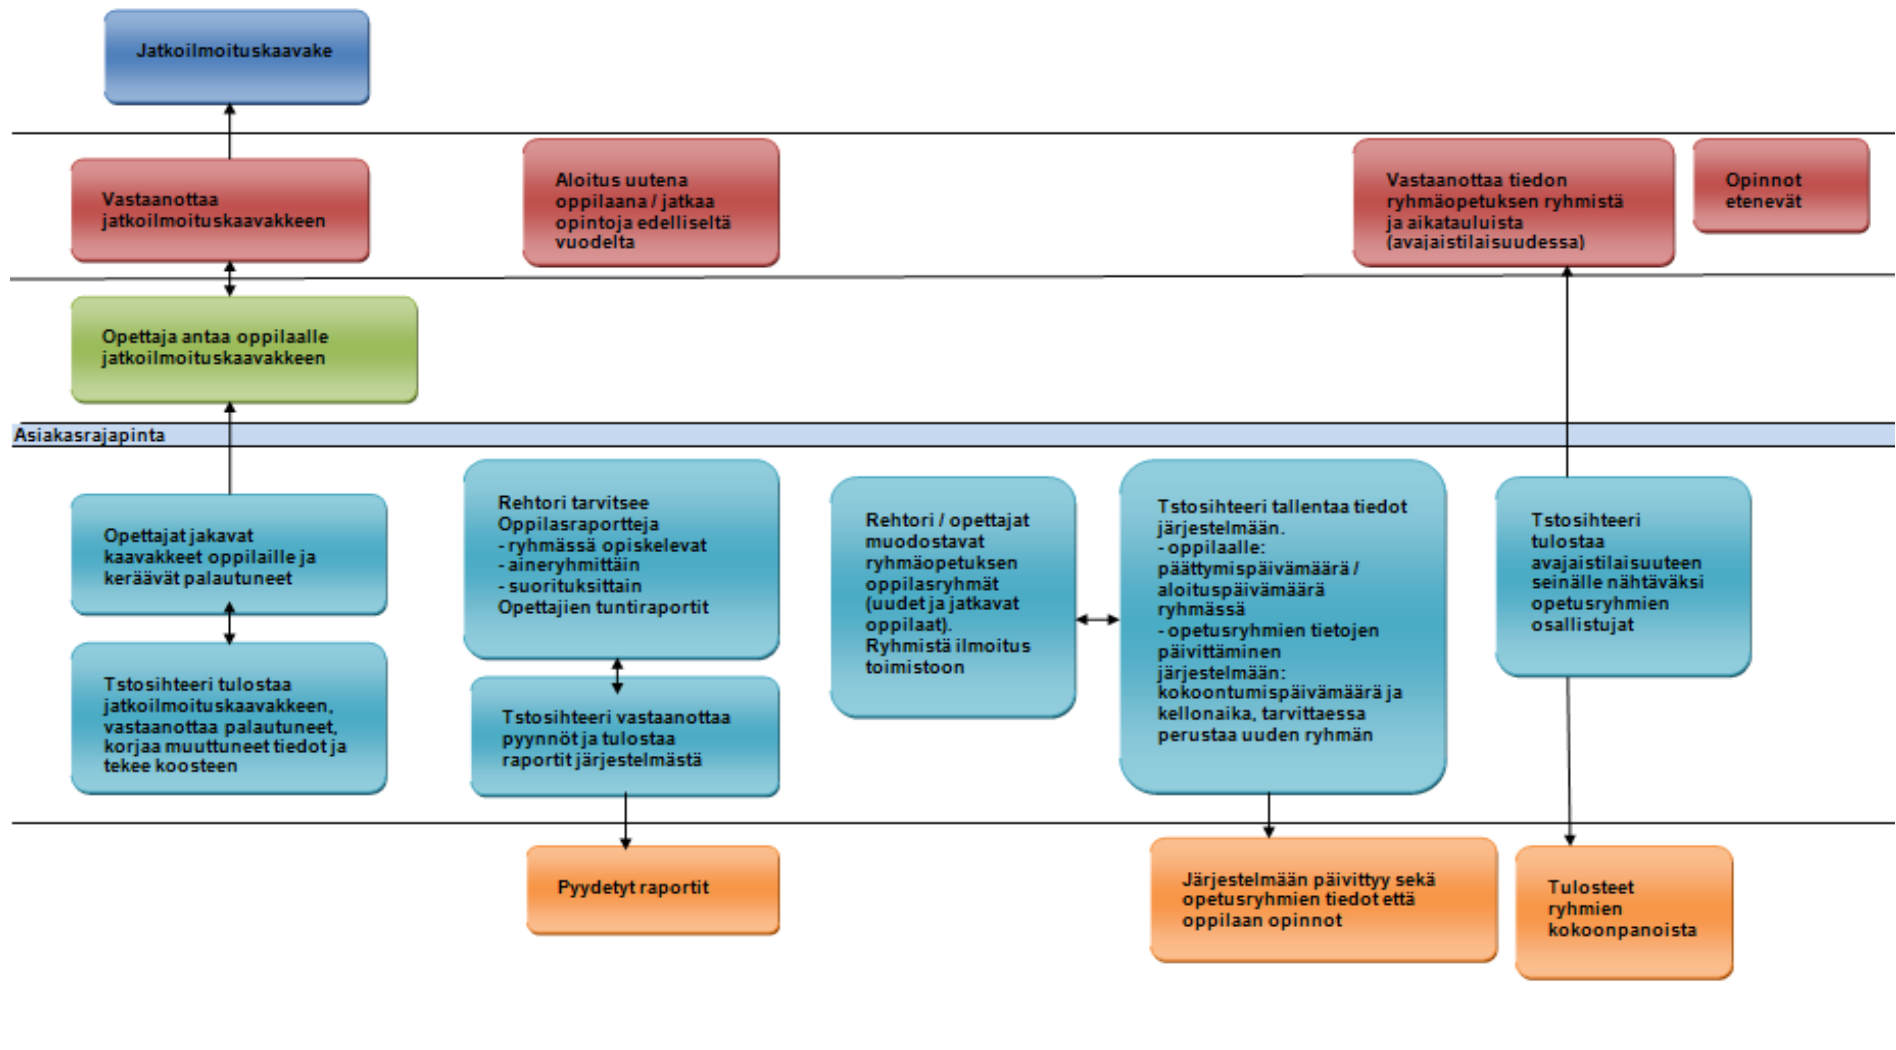 Jatkoilmoituskaavake
Vastaanottaa
jatkoilmoituskaavakkeen
Aloitus uutena
oppilaana / jatkaa
opintoja edelliseltä
vuodelta
Vastaanottaa tiedon
ryhmäopetuksen ryhmistä
ja aikatauluista
(avajaistilaisuudessa)
Opinnot
etenevät
Opettaja antaa oppilaalle
jatkoilmoituskaavakkeen
Asiakasrajapinta
Opettajat jakavat
kaavakkeet oppilaille ja
keräävät palautuneet
Tstosihteeri tulostaa
jatkoilmoituskaavakkeen,
vastaanottaa palautuneet,
korjaa muuttuneet tiedot ja
tekee koosteen
Rehtori tarvitsee
Oppilasraportteja
- ryhmässä opiskelevat
- aineryhmittäin
- suorituksittain
Opettajien tuntiraportit
Tstosihteeri vastaanottaa
pyynnöt ja tulostaa
raportit järjestelmästä
Rehtori / opettajat
muodostavat
ryhmäopetuksen
oppilasryhmät
(uudet ja jatkavat
oppilaat).
Ryhmistä ilmoitus
toimistoon
Tstosihteeri tallentaa tiedot
järjestelmään.
- oppilaalle:
päättymispäivämäärä /
aloituspäivämäärä
ryhmässä
- opetusryhmien tietojen
päivittäminen
järjestelmään:
kokoontumispäivämäärä ja
kellonaika, tarvittaessa
perustaa uuden ryhmän
Tstosihteeri
tulostaa
avajaistilaisuuteen
seinälle nähtäväksi
opetusryhmien
osallistujat
Pyydetyt raportit
Järjestelmään päivittyy sekä
opetusryhmien tiedot että
oppilaan opinnot
Tulosteet
ryhmien
kokoonpanoista